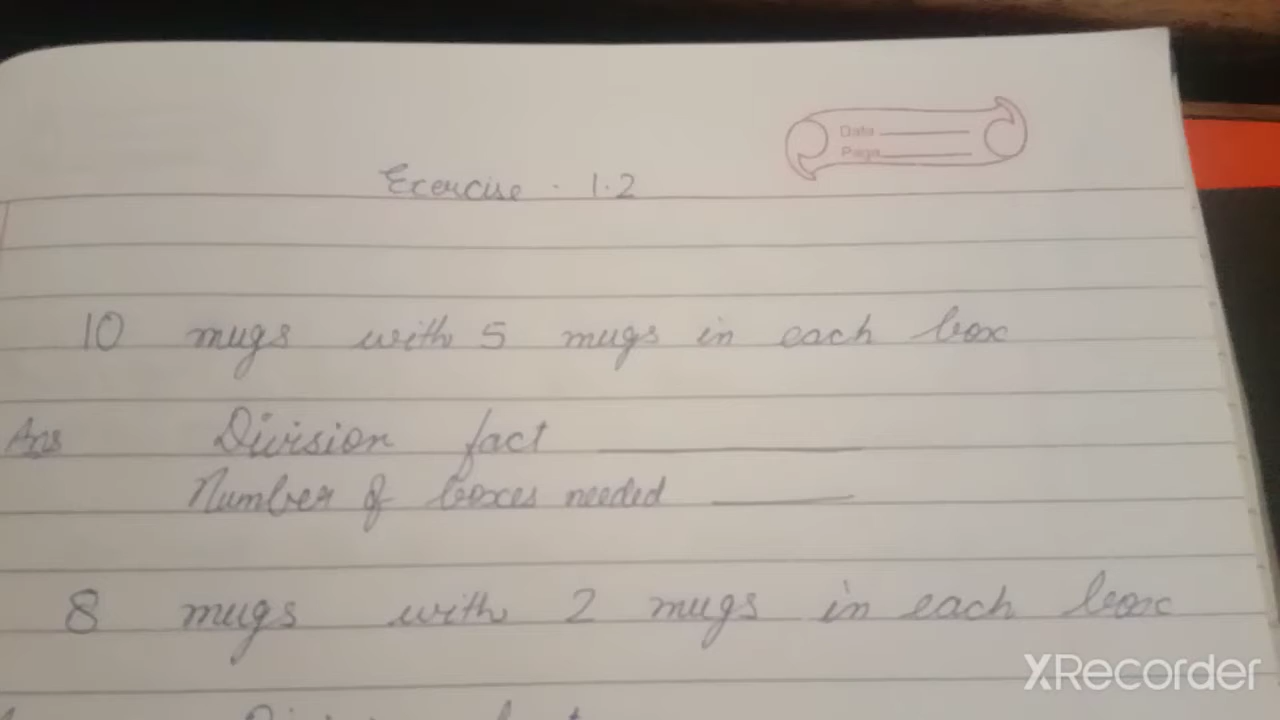 Date
Page
Exercise . 1.2
10 mugs with 5 mugs in each box
Ans Division fact
Number of boxes needed
8 mugs with 2 mugs in each box
XRecorder